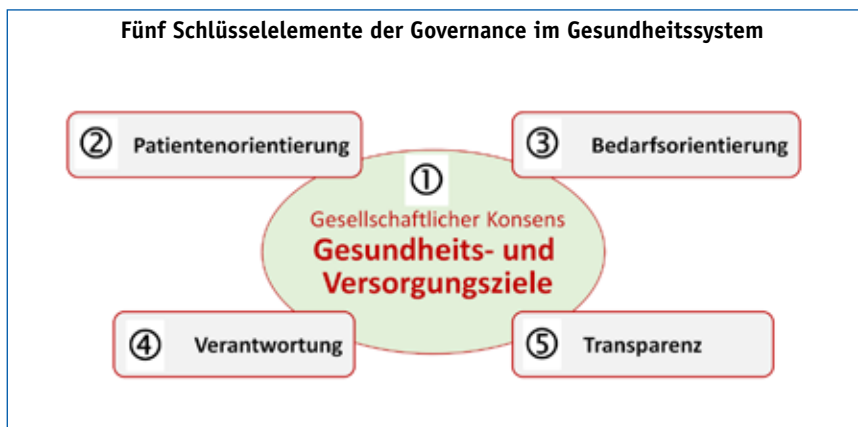 Fünf Schlüsselelemente der Governance im Gesundheitssystem
① Gesellschaftlicher Konsens
Gesundheits- und
Versorgungsziele
② Patientenorientierung
③ Bedarfsorientierung
④ Verantwortung
⑤ Transparenz